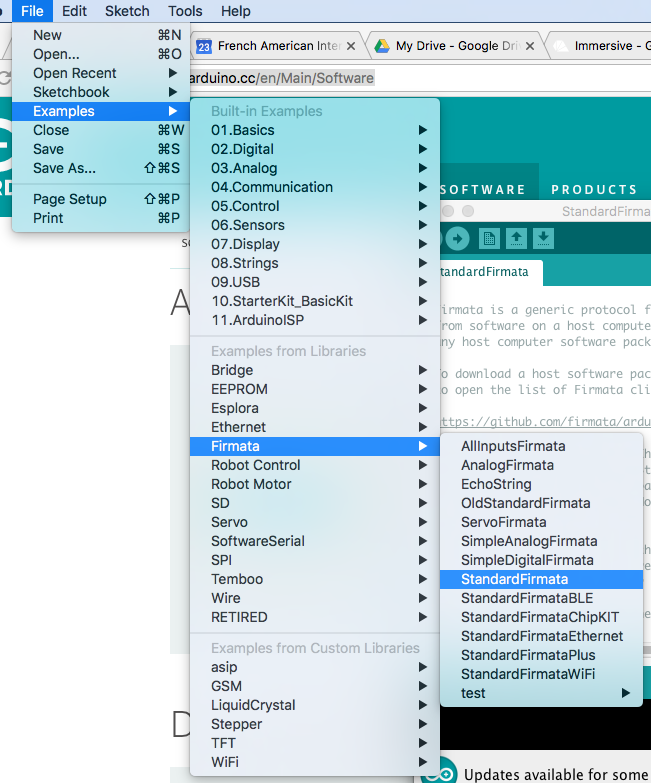 File Edit Sketch Tools Help
New ⌘N
Open... ⌘O
Open Recent ▶
Sketchbook ▶
Examples ▶
Close ⌘W
Save ⌘S
Save As... ⇧⌘S
Page Setup ⇧⌘P
Print ⌘P
French American Inter
My Drive - Google Dri
Immersive - G
arduino.cc/en/Main/Software
SOFTWARE PRODUCTS
Built-in Examples
01.Basics ▶
02.Digital ▶
03.Analog ▶
04.Communication ▶
05.Control ▶
06.Sensors ▶
07.Display ▶
08.Strings ▶
09.USB ▶
10.StarterKit_BasicKit ▶
11.ArduinoISP ▶
Examples from Libraries
Bridge ▶
EEPROM ▶
Esplora ▶
Ethernet ▶
Firmata ▶
Robot Control ▶
Robot Motor ▶
SD ▶
Servo ▶
SoftwareSerial ▶
SPI ▶
Temboo ▶
Wire ▶
RETIRED ▶
Examples from Custom Libraries
asip ▶
GSM ▶
LiquidCrystal ▶
Stepper ▶
TFT ▶
WiFi ▶
StandardFirmata
tandardFirmata
irmata is a generic protocol f
rom software on a host compute
ny host computer software pack
o download a host software pac
o open the list of Firmata cli
ttps://github.com/firmata/ardu
AllInputsFirmata
AnalogFirmata
EchoString
OldStandardFirmata
ServoFirmata
SimpleAnalogFirmata
SimpleDigitalFirmata
StandardFirmata
StandardFirmataBLE
StandardFirmataChipKIT
StandardFirmataEthernet
StandardFirmataPlus
StandardFirmataWiFi
test ▶
Updates available for some